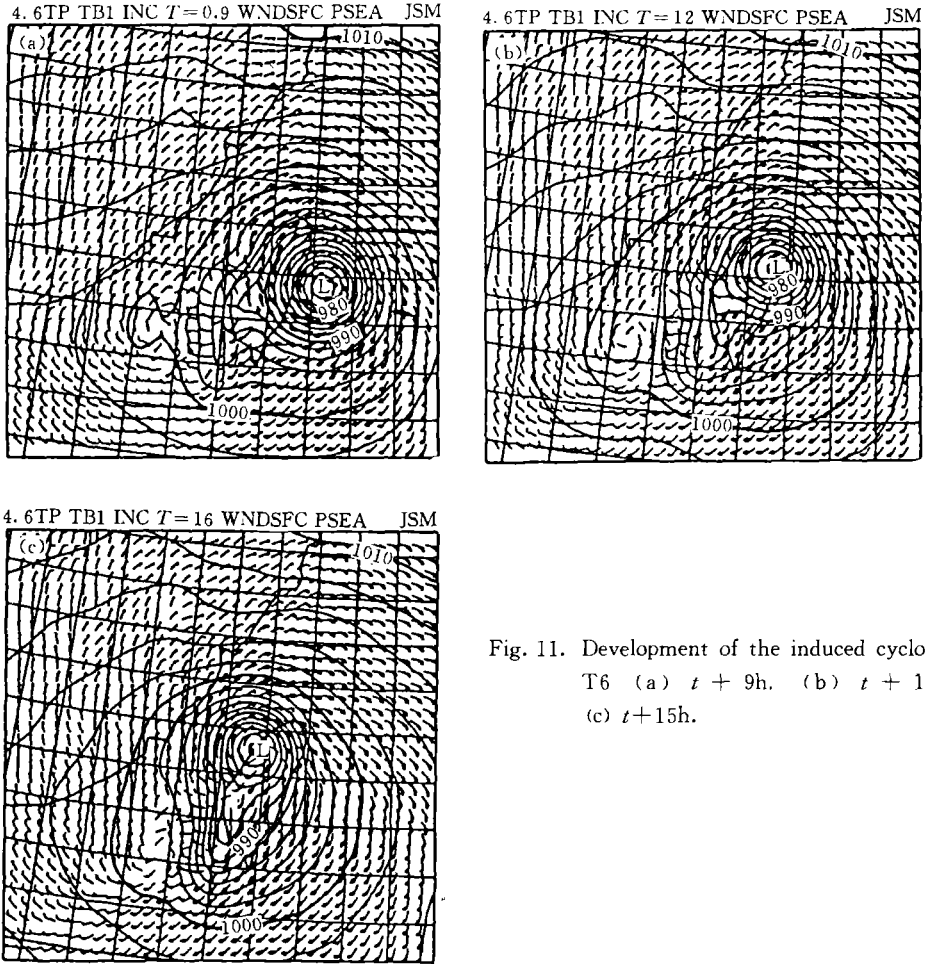 4. 6TP TB1 INC T=0.9 WNDSFC PSEA JSM
(a)
1010
L
980
990
1000
4. 6TP TB1 INC T=12 WNDSFC PSEA JSM
(b)
1010
L
980
990
1000
4. 6TP TB1 INC T=16 WNDSFC PSEA JSM
(c)
1010
L
990
1000
Fig. 11. Development of the induced cyclo
T6 (a) t + 9h. (b) t + 1
(c) t+15h.